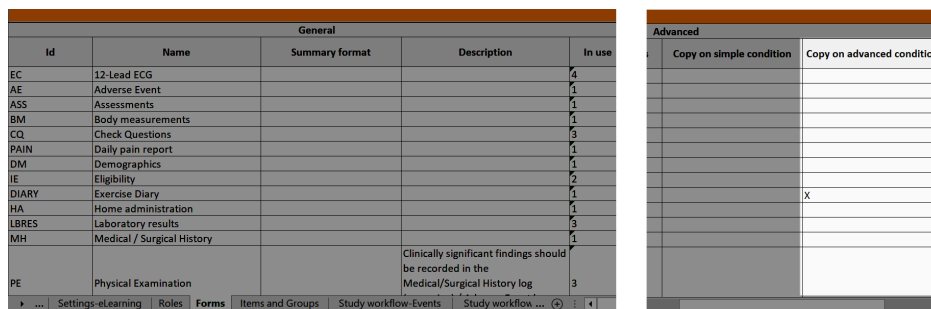 General
Id Name Summary format Description In use
EC 12-Lead ECG 4
AE Adverse Event 1
ASS Assessments 1
BM Body measurements 1
CQ Check Questions 3
PAIN Daily pain report 1
DM Demographics 1
IE Eligibility 2
DIARY Exercise Diary 1
HA Home administration 1
LBRES Laboratory results 3
MH Medical / Surgical History 1
Clinically significant findings should
be recorded in the
PE Physical Examination Medical/Surgical History log 3
... Settings-eLearning Roles Forms Items and Groups Study workflow-Events Study workflow ...
Advanced
Copy on simple condition Copy on advanced conditio
X